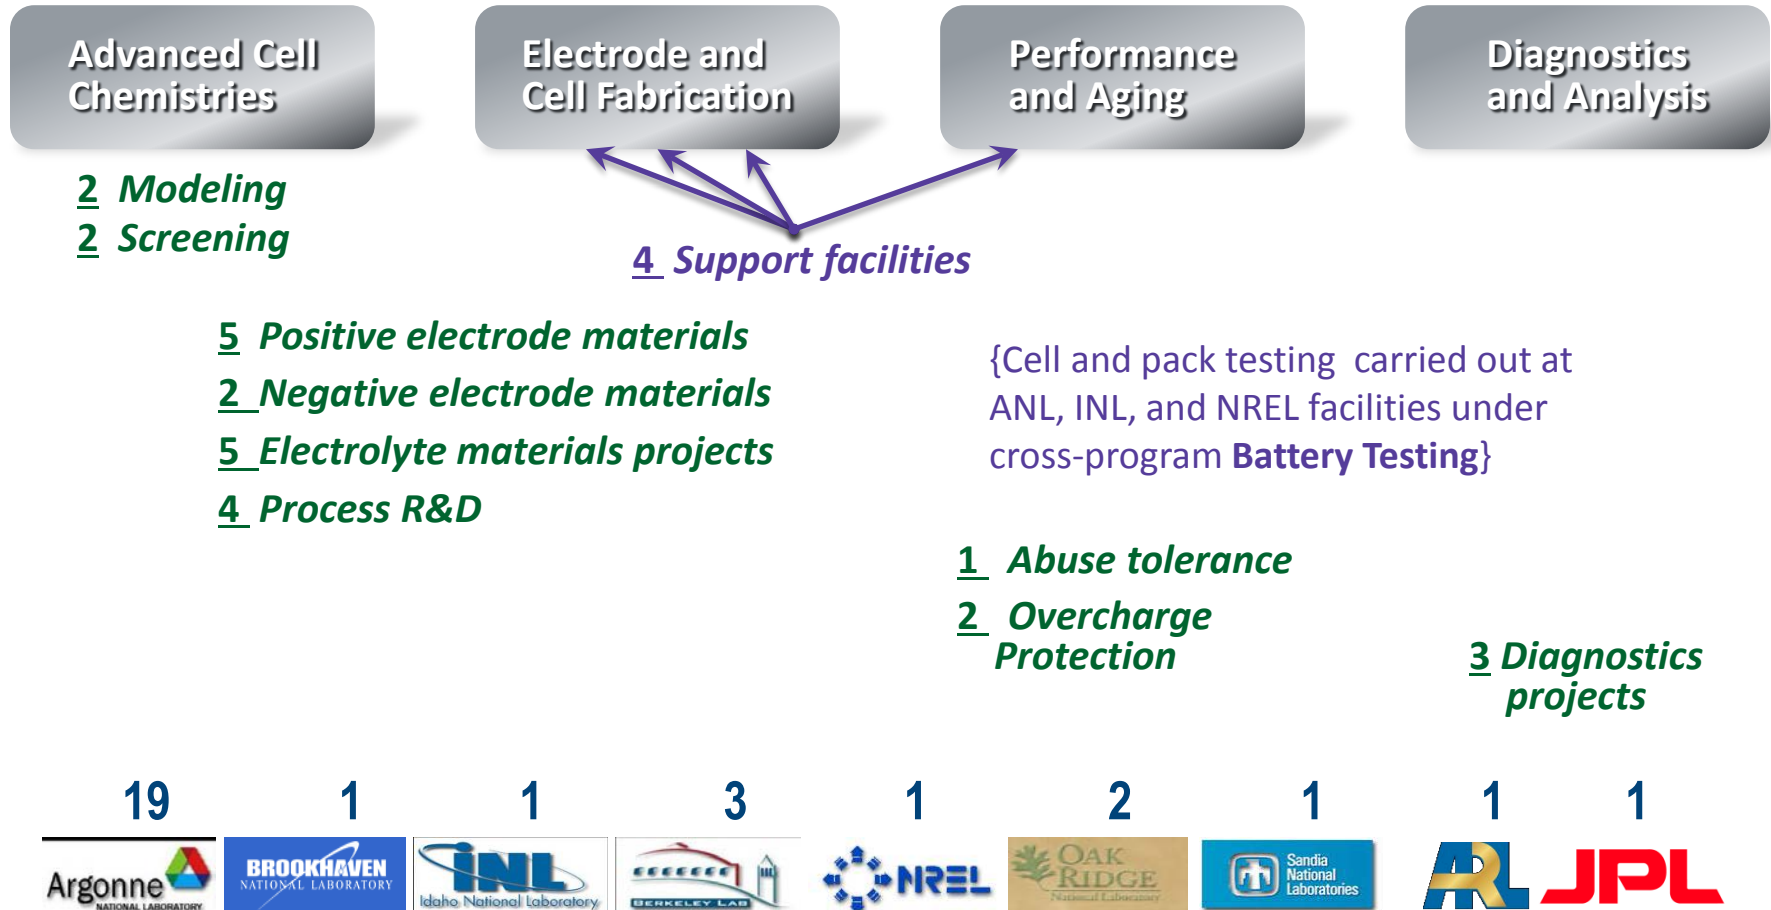 Advanced Cell
Chemistries
Electrode and
Cell Fabrication
Performance
and Aging
Diagnostics
and Analysis
2 Modeling
2 Screening
4 Support facilities
5 Positive electrode materials
2 Negative electrode materials
5 Electrolyte materials projects
4 Process R&D
{Cell and pack testing carried out at
ANL, INL, and NREL facilities under
cross-program Battery Testing}
1 Abuse tolerance
2 Overcharge
Protection
3 Diagnostics
projects
19 1 1 3 1 2 1 1 1
Argonne
NATIONAL LABORATORY
BROOKHAVEN
NATIONAL LABORATORY
INL
Idaho National Laboratory
BERKELEY LAB
NREL
OAK
RIDGE
National Laboratory
Sandia
National
Laboratories
ARL
JPL